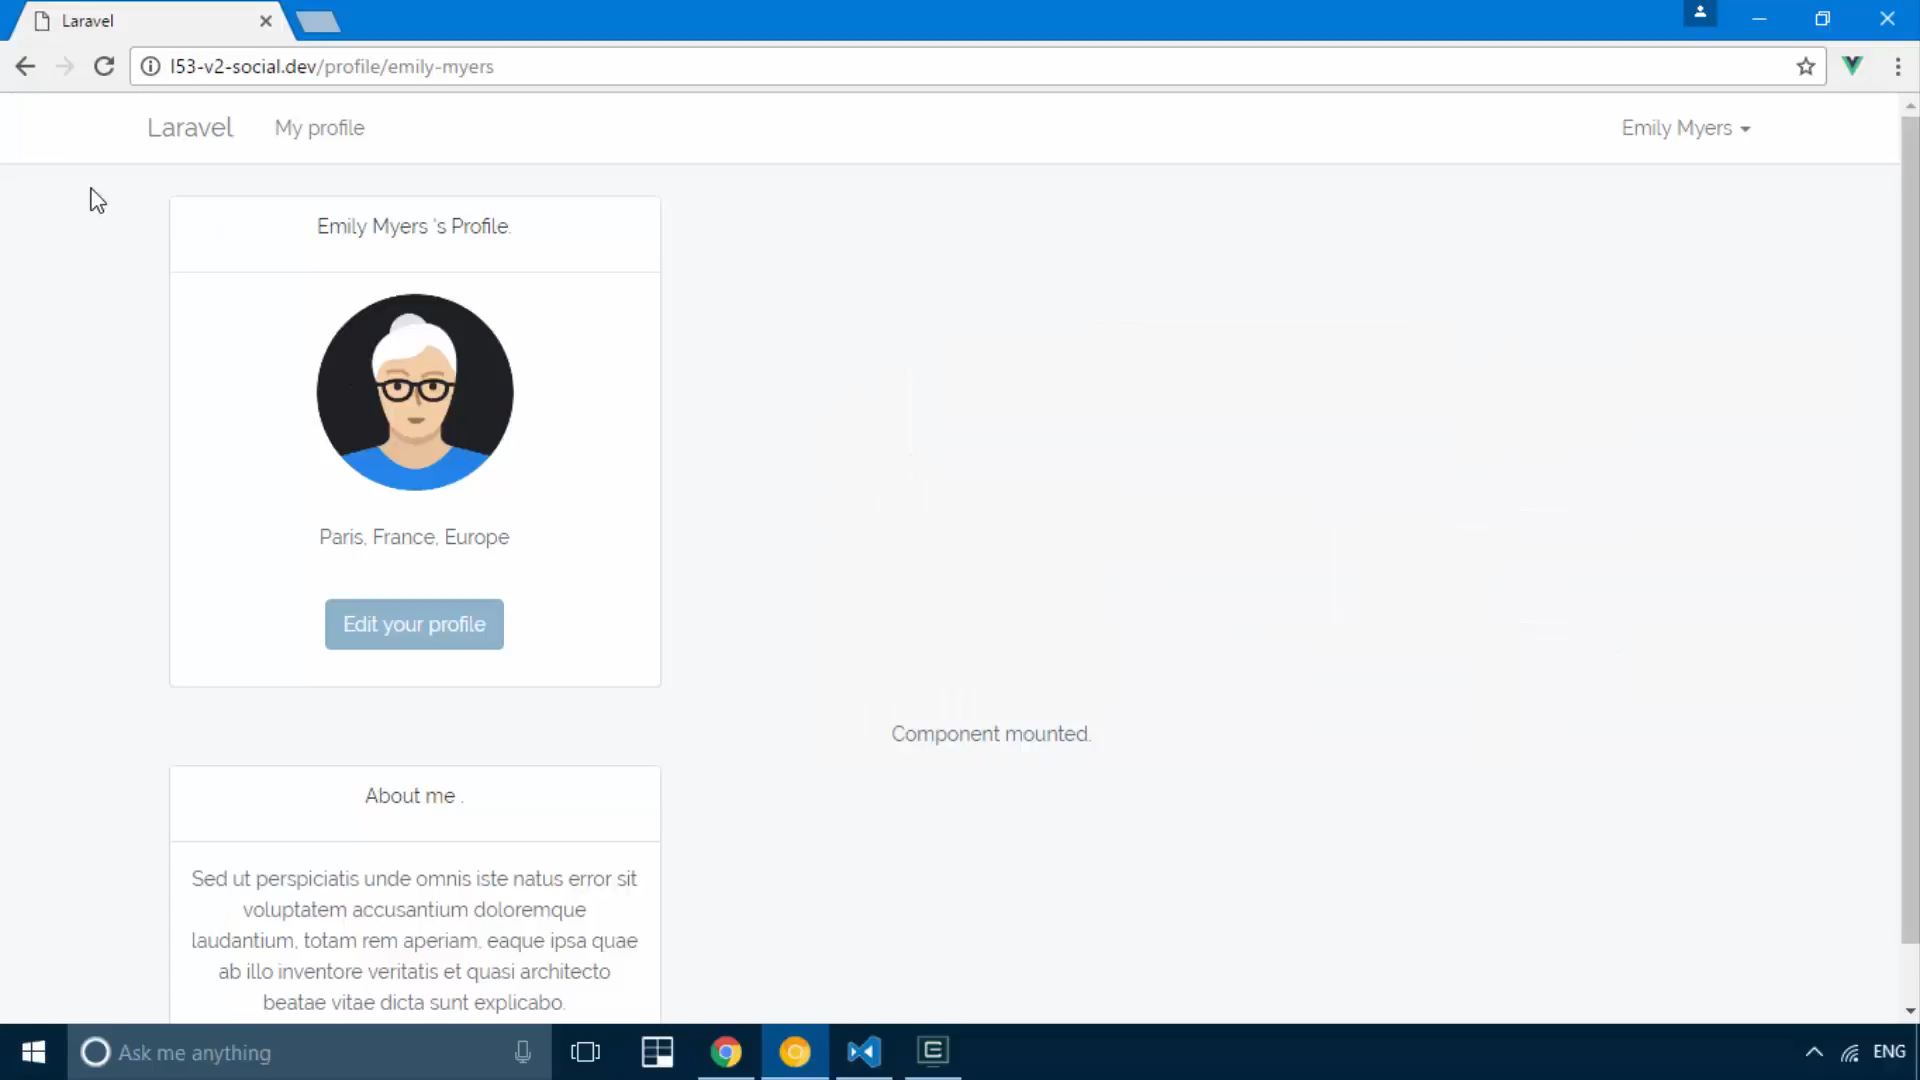 Laravel
l53-v2-social.dev/profile/emily-myers
Laravel
My profile
Emily Myers
Emily Myers 's Profile.
Paris, France, Europe
Edit your profile
Component mounted.
About me .
Sed ut perspiciatis unde omnis iste natus error sit
voluptatem accusantium doloremque
laudantium, totam rem aperiam, eaque ipsa quae
ab illo inventore veritatis et quasi architecto
beatae vitae dicta sunt explicabo.
Ask me anything
ENG